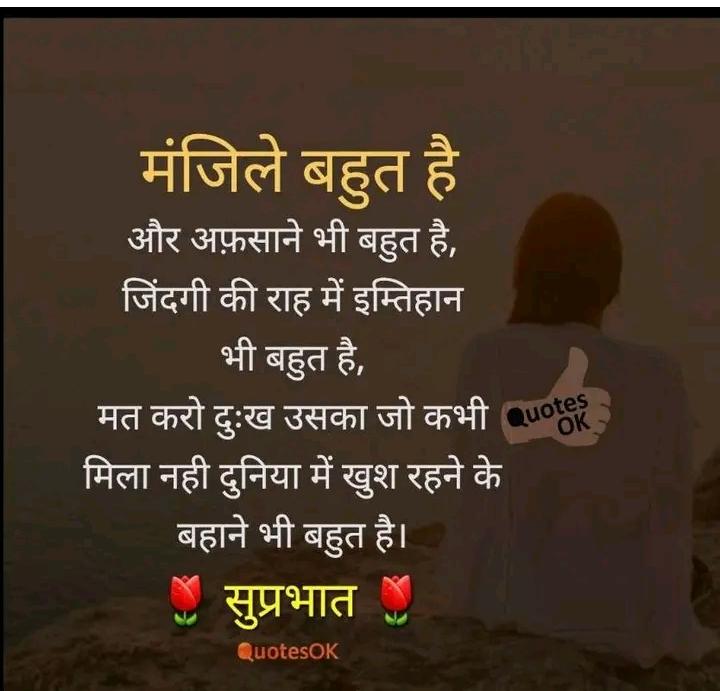 मंजिले बहुत है
और अफ़साने भी बहुत है,
जिंदगी की राह में इम्तिहान
भी बहुत है,
मत करो दुःख उसका जो कभी
मिला नही दुनिया में खुश रहने के
बहाने भी बहुत है।
सुप्रभात
QuotesOK
Quotes
OK